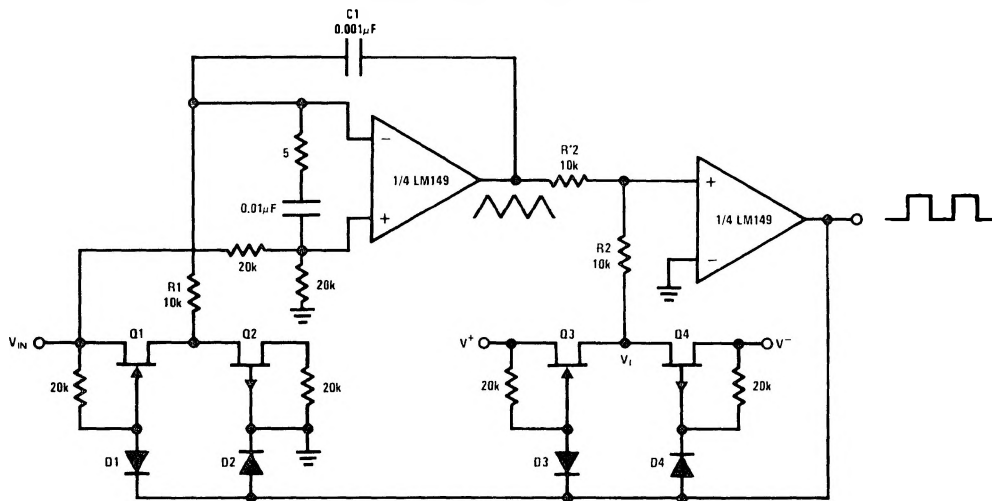 C1
0.001μF
5
0.01μF
−
+
1/4 LM149
R'2
10k
+
−
1/4 LM149
R2
10k
20k
20k
R1
10k
VIN
Q1
Q2
20k
20k
D1
D2
V+
Q3
VI
Q4
V−
20k
20k
D3
D4